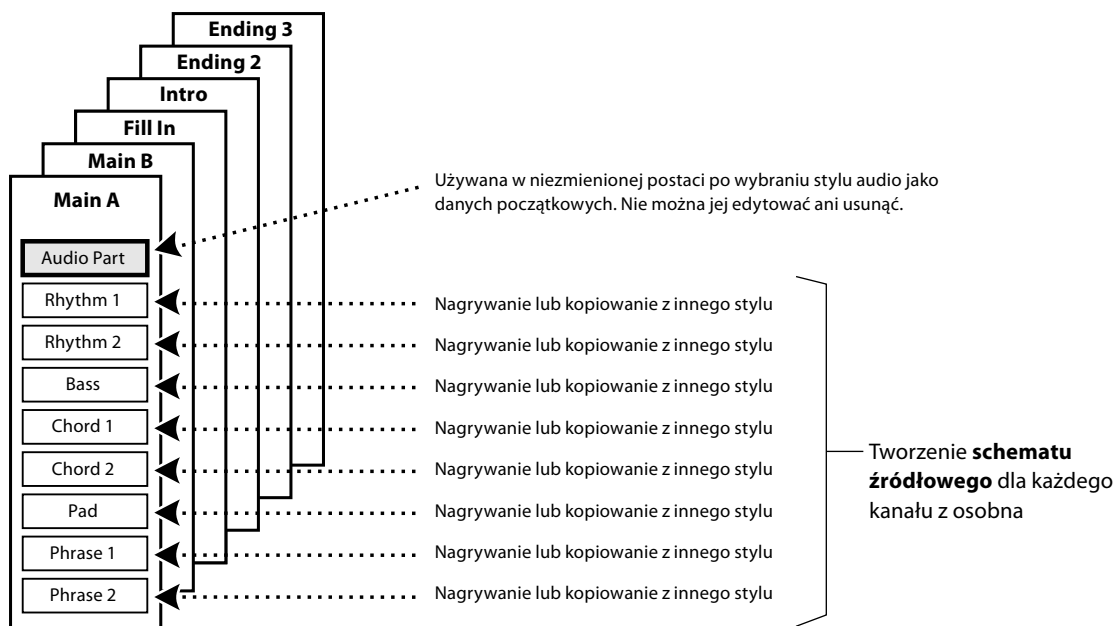 Ending 3
Ending 2
Intro
Fill In
Main B
Main A
Używana w niezmienionej postaci po wybraniu stylu audio jako
danych początkowych. Nie można jej edytować ani usunąć.
Audio Part
Rhythm 1
Nagrywanie lub kopiowanie z innego stylu
Rhythm 2
Nagrywanie lub kopiowanie z innego stylu
Bass
Nagrywanie lub kopiowanie z innego stylu
Chord 1
Nagrywanie lub kopiowanie z innego stylu
Chord 2
Nagrywanie lub kopiowanie z innego stylu
Pad
Nagrywanie lub kopiowanie z innego stylu
Phrase 1
Nagrywanie lub kopiowanie z innego stylu
Phrase 2
Nagrywanie lub kopiowanie z innego stylu
Tworzenie schematu
źródłowego dla każdego
kanału z osobna